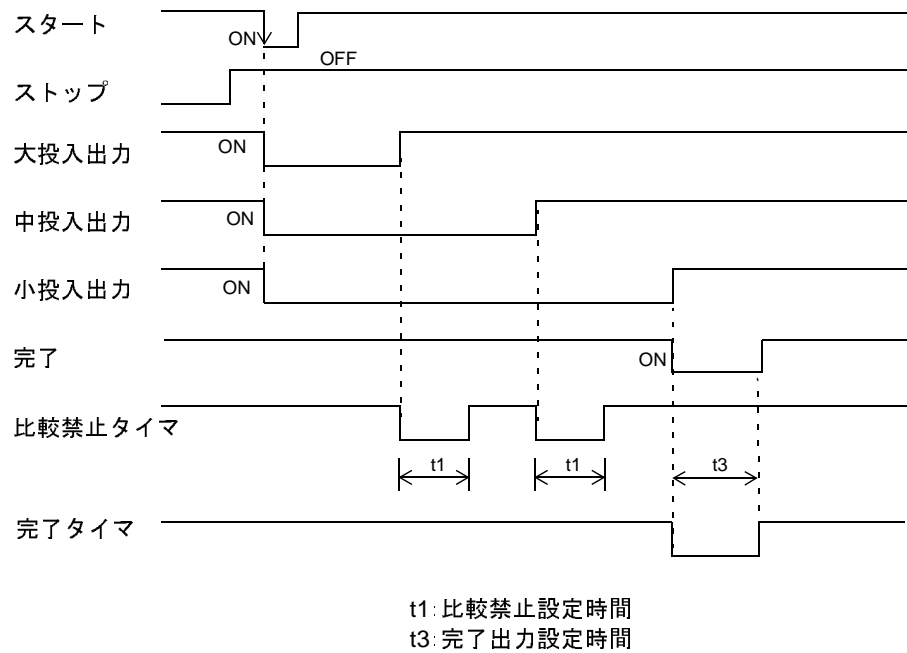 スタート
ON
OFF
ストップ
大投入出力
ON
中投入出力
ON
小投入出力
ON
完了
ON
比較禁止タイマ
t1
t1
t3
完了タイマ
t1:比較禁止設定時間
t3:完了出力設定時間